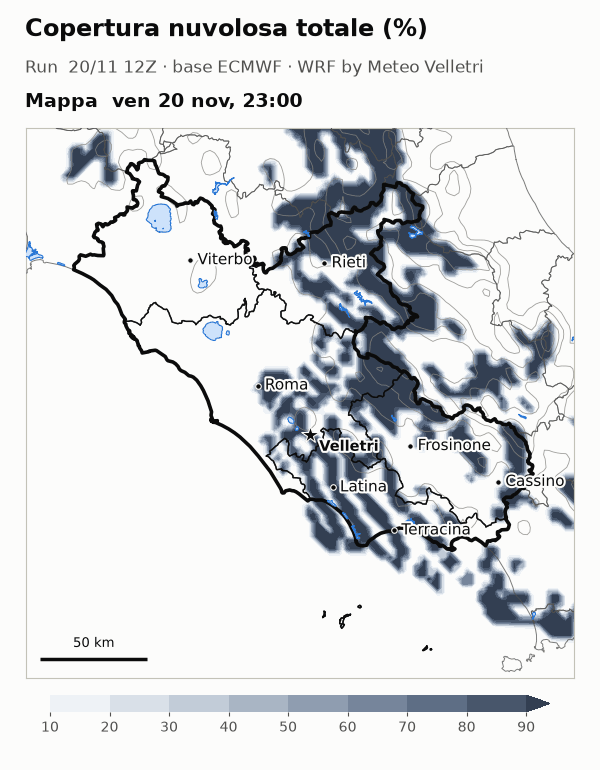 Copertura nuvolosa totale (%)
Run  20/11 12Z · base ECMWF · WRF by Meteo Velletri
Mappa  ven 20 nov, 23:00
Viterbo
Rieti
Roma
Velletri
Frosinone
Latina
Cassino
Terracina
50 km
10 20 30 40 50 60 70 80 90